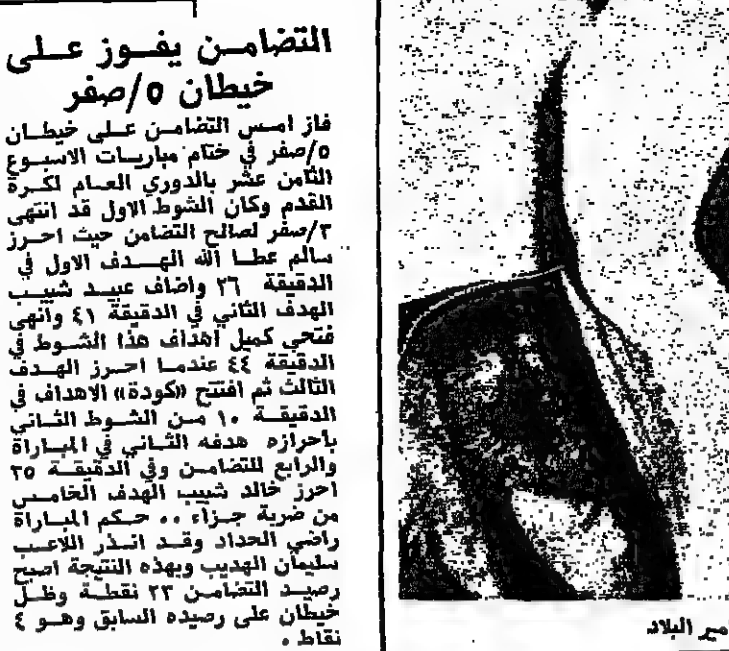 التضامن يفوز على
خيطان ٥/صفر
فاز امس التضامن على خيطان
٥/صفر في ختام مباريات الاسبوع
الثامن عشر بالدوري العام لكرة
القدم وكان الشوط الاول قد انتهى
٣/صفر لصالح التضامن حيث احرز
سالم عطا الله الهدف الاول في
الدقيقة ٢٦ واضاف عبيد شبيب
الهدف الثاني في الدقيقة ٤١ وانهى
فتحي كميل اهداف هذا الشوط في
الدقيقة ٤٤ عندما احرز الهدف
الثالث ثم افتتح «كودة» الاهداف في
الدقيقة ١٠ من الشوط الثاني
باحرازه هدفه الثاني في المباراة
والرابع للتضامن وفي الدقيقة ٢٥
احرز خالد شبيب الهدف الخامس
من ضربة جزاء .. حكم المباراة
راضي الحداد وقد انذر اللاعب
سليمان الهديب وبهذه النتيجة اصبح
رصيد التضامن ٢٣ نقطة وظل
خيطان على رصيده السابق وهو ٤
نقاط .
مير البلاد